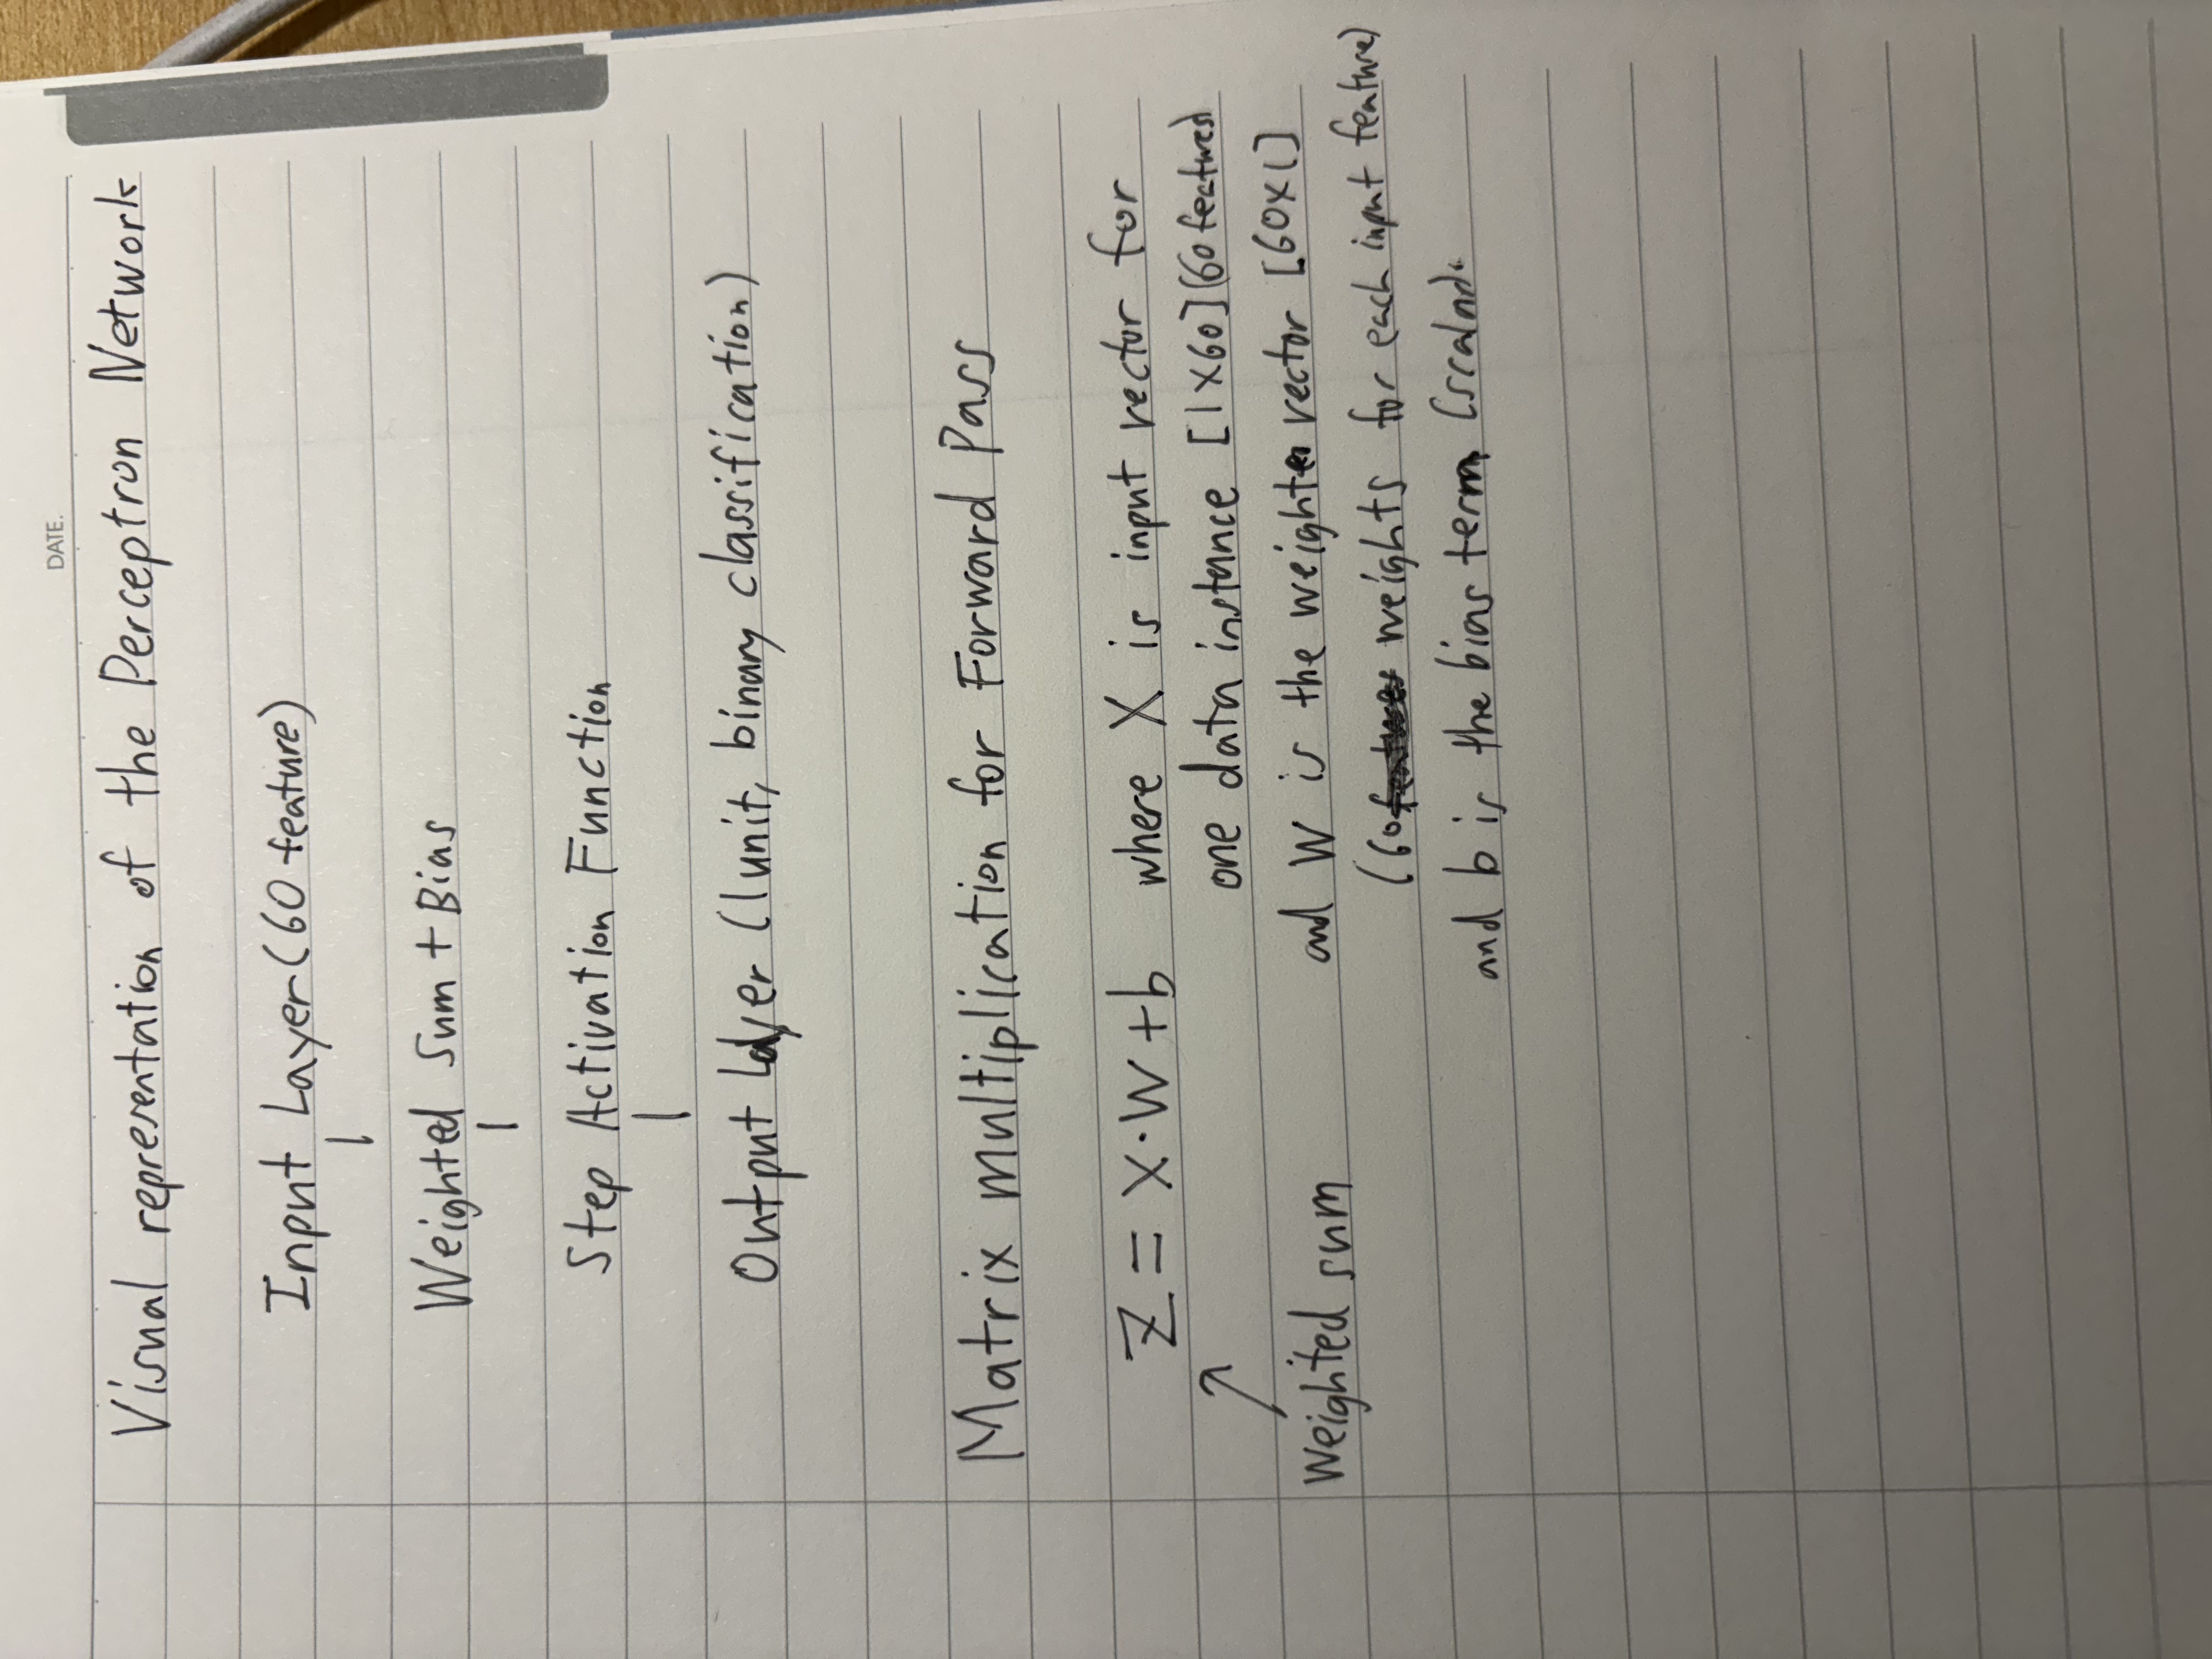 DATE.
Visual representation of the Perceptron Network
Input Layer (60 feature)
Weighted Sum + Bias
Step Activation Function
Output Layer (1 unit, binary classification)
Matrix multiplication for Forward Pass
Z = X·W + b where X is input vector for
one data instance [1×60] (60 features)
Weighted sum
and W is the weight vector [60×1]
(60 weights for each input feature)
and b is the bias term (scalar).